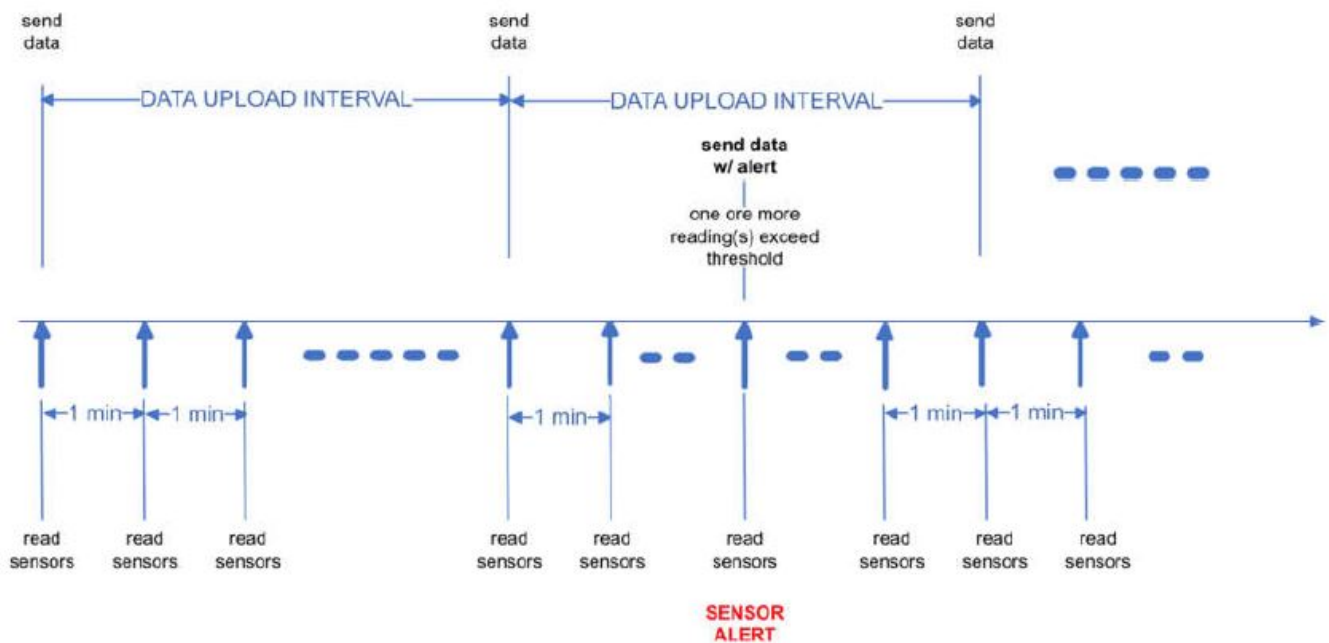 send send send
data data data
DATA UPLOAD INTERVAL DATA UPLOAD INTERVAL
send data
w/ alert
one ore more
reading(s) exceed
threshold
1 min 1 min 1 min 1 min 1 min
read read read read read read read read read
sensors sensors sensors sensors sensors sensors sensors sensors sensors
SENSOR
ALERT